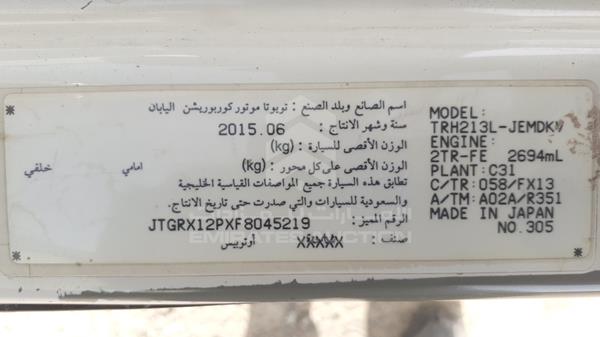 اسم الصانع وبلد الصنع : تويوتا موتور كوربوريشن اليابان
سنة وشهر الانتاج : 2015.06
الوزن الأقصى للسيارة : (kg)
الوزن الأقصى على كل محور : (kg) امامي خلفي
تطابق هذه السيارة جميع المواصفات القياسية الخليجية
والسعودية للسيارات والتي صدرت حتى تاريخ الانتاج.
الرقم المميز : JTGRX12PXF8045219
صنف : XXXXX أوتوبيس
MODEL:
TRH213L-JEMDKV
ENGINE:
2TR-FE 2694mL
PLANT: C31
C/TR: 058/FX13
A/TM: A02A/R351
MADE IN JAPAN
NO.305
EMIRATES AUCTION